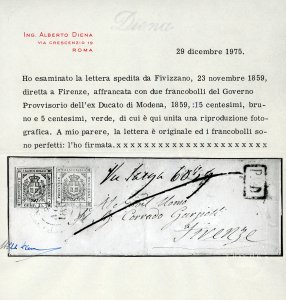 Diena
ING. ALBERTO DIENA
VIA CRESCENZIO 19
ROMA
29 dicembre 1975.
Ho esaminato la lettera spedita da Fivizzano, 23 novembre 1859,
diretta a Firenze, affrancata con due francobolli del Governo
Provvisorio dell'ex Ducato di Modena, 1859, :15 centesimi, bru-
no e 5 centesimi, verde, di cui è qui unita una riproduzione foto-
grafica. A mio parere, la lettera è originale ed i francobolli so-
no perfetti: l'ho firmata.
Via Sarzana
P.D.
Corrado
Firenze